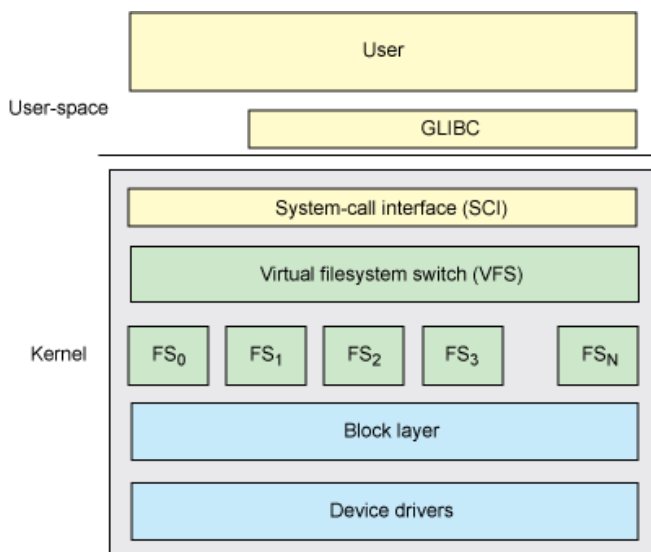 User
User-space
GLIBC
System-call interface (SCI)
Virtual filesystem switch (VFS)
Kernel
FS0 FS1 FS2 FS3 FSN
Block layer
Device drivers